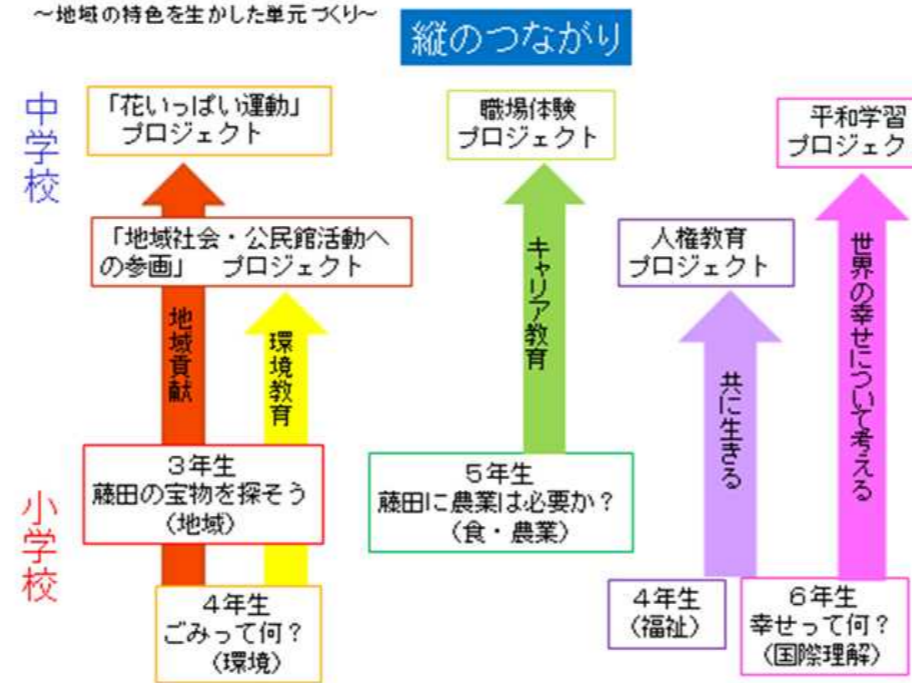 ～地域の特色を生かした単元づくり～
縦のつながり
中学校
「花いっぱい運動」
プロジェクト
職場体験
プロジェクト
平和学習
プロジェク
「地域社会・公民館活動へ
の参画」　プロジェクト
人権教育
プロジェクト
地域貢献
環境教育
キャリア教育
共に生きる
世界の幸せについて考える
小学校
３年生
藤田の宝物を探そう
（地域）
５年生
藤田に農業は必要か？
（食・農業）
４年生
ごみって何？
（環境）
４年生
（福祉）
６年生
幸せって何？
（国際理解）